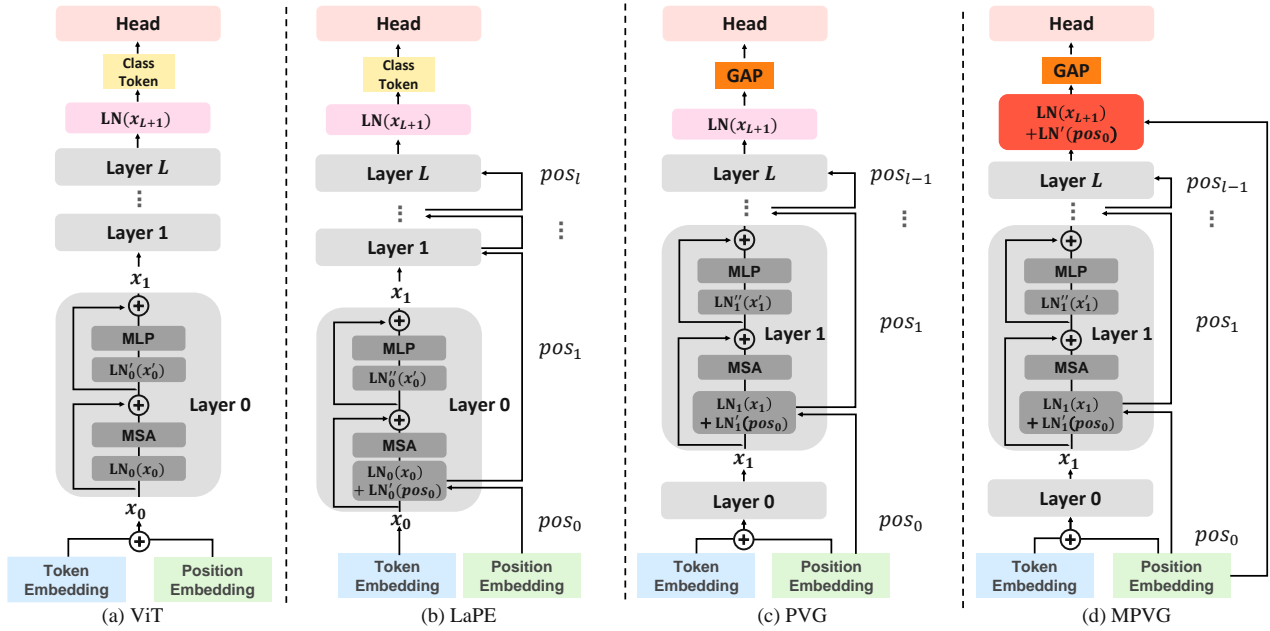 Head
Class
Token
LN(x_{L+1})
Layer L
⋮
Layer 1
x_1
+
MLP
LN'_0(x'_0)
+
Layer 0
MSA
LN_0(x_0)
x_0
+
Token
Embedding
Position
Embedding
(a) ViT
Head
Class
Token
LN(x_{L+1})
Layer L
pos_l
⋮
⋮
Layer 1
x_1
+
pos_1
MLP
LN''_0(x'_0)
Layer 0
+
MSA
LN_0(x_0)
+ LN'_0(pos_0)
x_0
pos_0
Token
Embedding
Position
Embedding
(b) LaPE
Head
GAP
LN(x_{L+1})
Layer L
pos_{l-1}
⋮
⋮
+
MLP
LN''_1(x'_1)
Layer 1
pos_1
+
MSA
LN_1(x_1)
+ LN'_1(pos_0)
x_1
Layer 0
pos_0
+
Token
Embedding
Position
Embedding
(c) PVG
Head
GAP
LN(x_{L+1})
+LN'(pos_0)
Layer L
pos_{l-1}
⋮
⋮
+
MLP
LN''_1(x'_1)
Layer 1
pos_1
+
MSA
LN_1(x_1)
+ LN'_1(pos_0)
x_1
Layer 0
pos_0
+
Token
Embedding
Position
Embedding
(d) MPVG